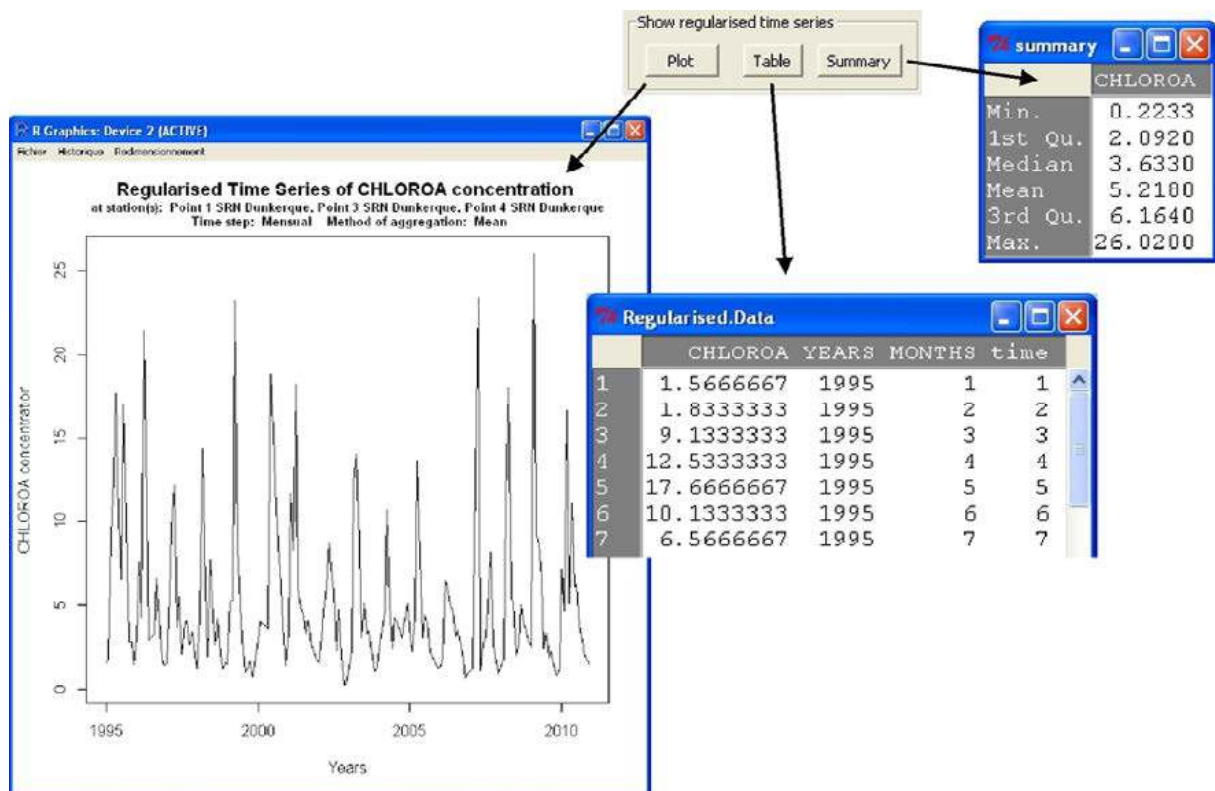 Show regularised time series
Plot Table Summary
summary
CHLOROA
Min. 0.2233
1st Qu. 2.0920
Median 3.6330
Mean 5.2100
3rd Qu. 6.1640
Max. 26.0200
R Graphics: Device 2 (ACTIVE)
Fichier Historique Redimensionnement
Regularised Time Series of CHLOROA concentration
at station(s): Point 1 SRN Dunkerque, Point 3 SRN Dunkerque, Point 4 SRN Dunkerque
Time step: Mensual Method of aggregation: Mean
CHLOROA concentration
25
20
15
10
5
0
1995 2000 2005 2010
Years
Regularised.Data
CHLOROA YEARS MONTHS time
1 1.5666667 1995 1 1
2 1.8333333 1995 2 2
3 9.1333333 1995 3 3
4 12.5333333 1995 4 4
5 17.6666667 1995 5 5
6 10.1333333 1995 6 6
7 6.5666667 1995 7 7